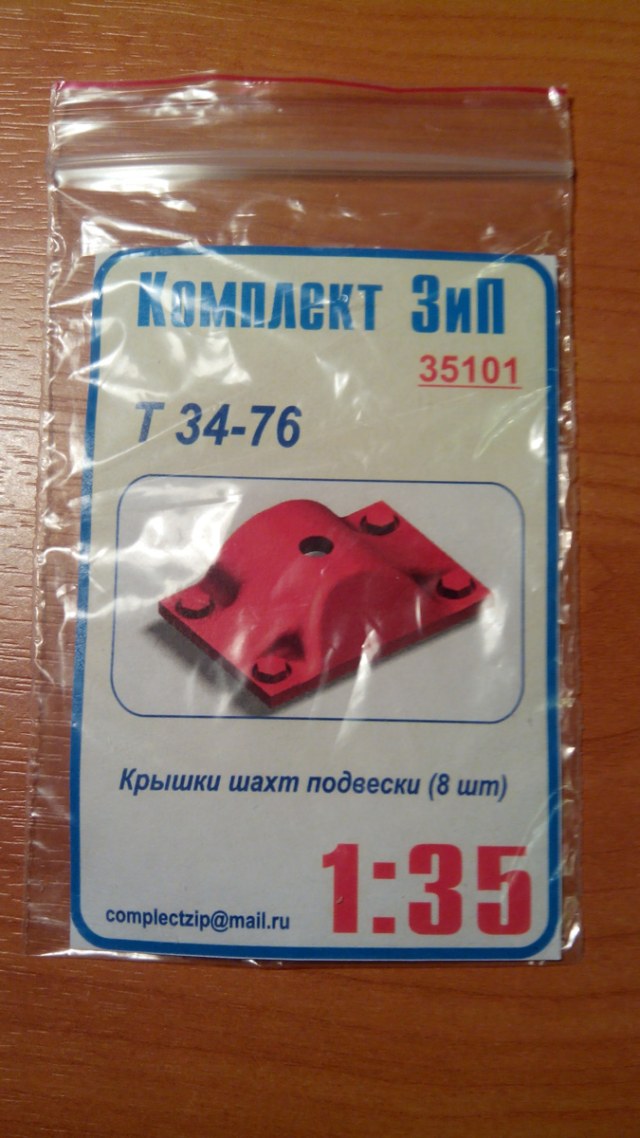 Комплект ЗиП
35101
Т 34-76
Крышки шахт подвески (8 шт)
1:35
complectzip@mail.ru